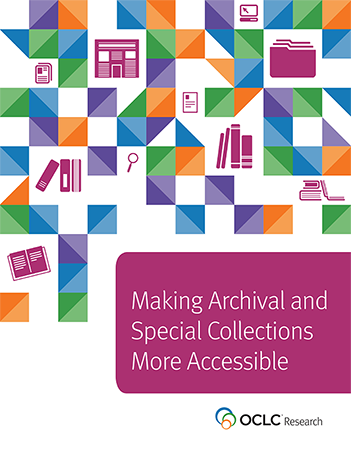 Making Archival and
Special Collections
More Accessible
OCLC Research